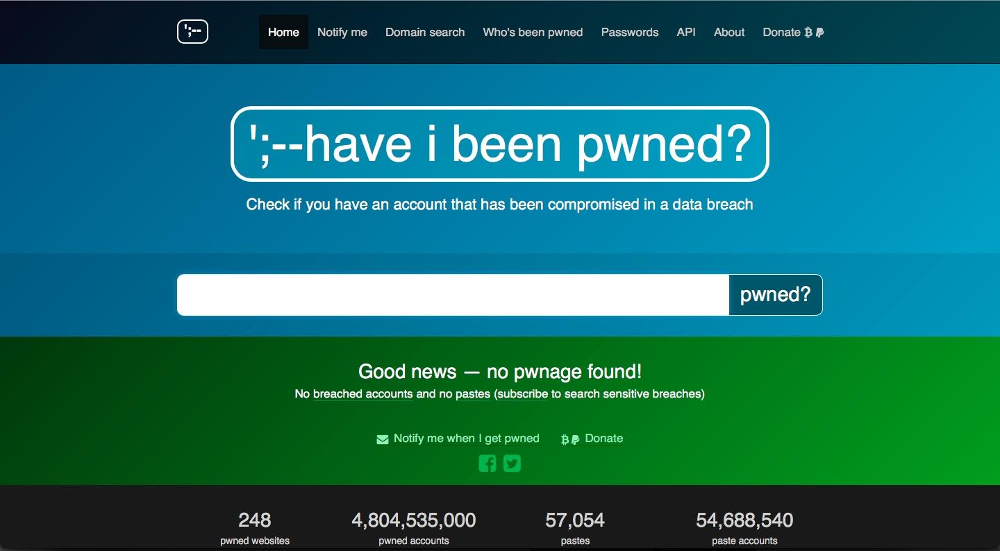 ';--
Home Notify me Domain search Who's been pwned Passwords API About Donate
';--have i been pwned?
Check if you have an account that has been compromised in a data breach
pwned?
Good news — no pwnage found!
No breached accounts and no pastes (subscribe to search sensitive breaches)
Notify me when I get pwned Donate
248 4,804,535,000 57,054 54,688,540
pwned websites pwned accounts pastes paste accounts